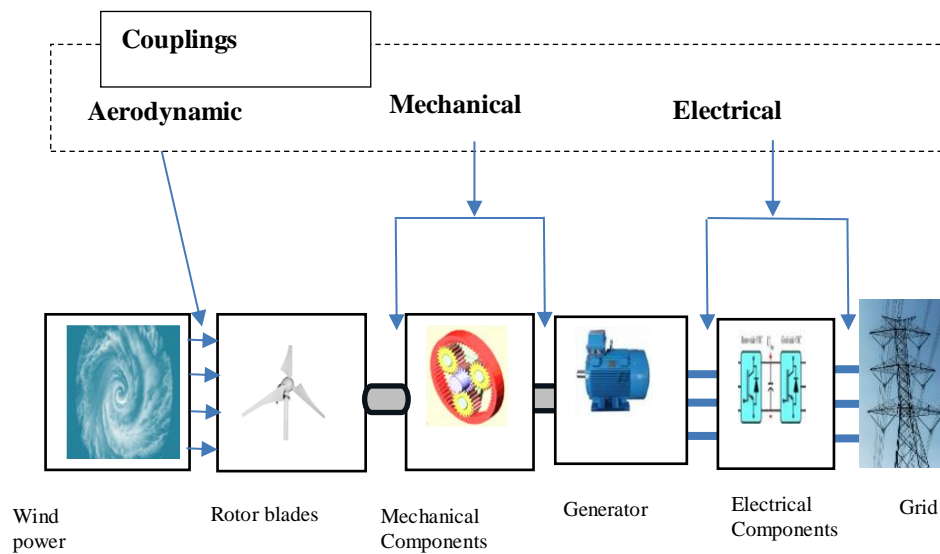 Couplings
Aerodynamic
Mechanical
Electrical
Wind
power
Rotor blades
Mechanical
Components
Generator
Electrical
Components
Grid